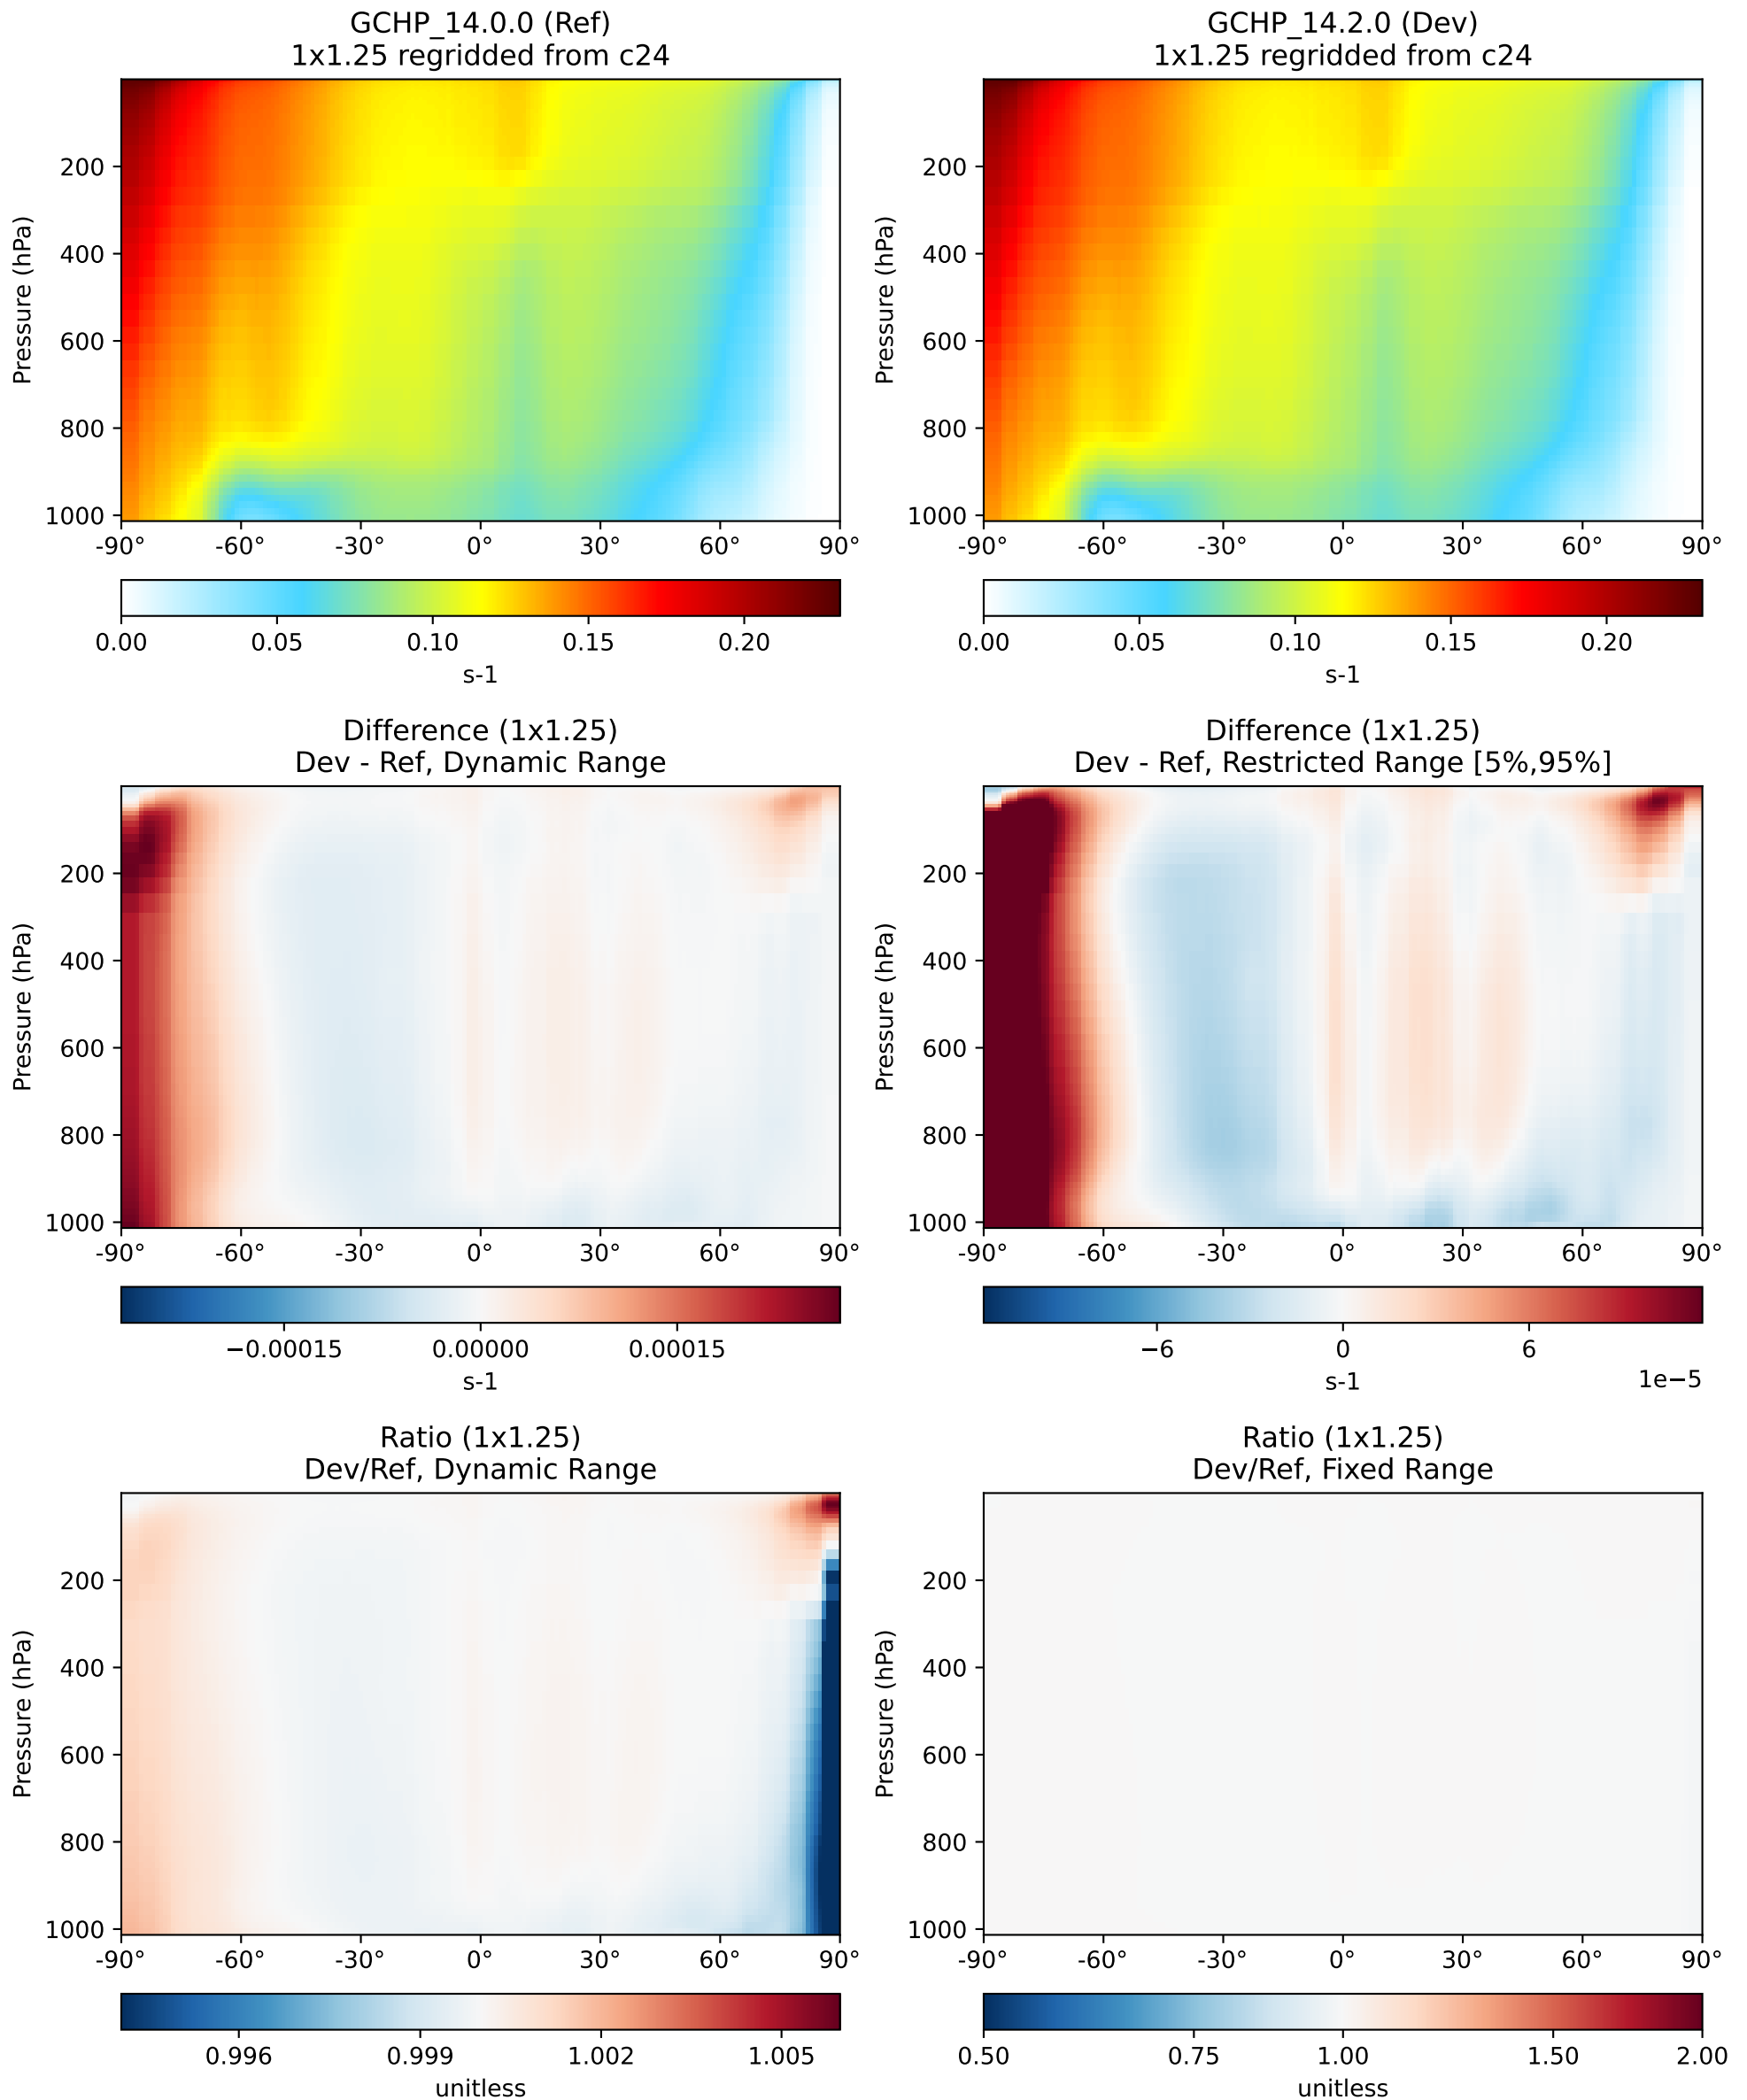 GCHP_14.0.0 (Ref)
1x1.25 regridded from c24
Pressure (hPa)
200
400
600
800
1000
-90° -60° -30° 0° 30° 60° 90°
0.00 0.05 0.10 0.15 0.20
s-1
GCHP_14.2.0 (Dev)
1x1.25 regridded from c24
Pressure (hPa)
200
400
600
800
1000
-90° -60° -30° 0° 30° 60° 90°
0.00 0.05 0.10 0.15 0.20
s-1
Difference (1x1.25)
Dev - Ref, Dynamic Range
Pressure (hPa)
200
400
600
800
1000
-90° -60° -30° 0° 30° 60° 90°
−0.00015 0.00000 0.00015
s-1
Difference (1x1.25)
Dev - Ref, Restricted Range [5%,95%]
Pressure (hPa)
200
400
600
800
1000
-90° -60° -30° 0° 30° 60° 90°
−6 0 6
s-1
1e−5
Ratio (1x1.25)
Dev/Ref, Dynamic Range
Pressure (hPa)
200
400
600
800
1000
-90° -60° -30° 0° 30° 60° 90°
0.996 0.999 1.002 1.005
unitless
Ratio (1x1.25)
Dev/Ref, Fixed Range
Pressure (hPa)
200
400
600
800
1000
-90° -60° -30° 0° 30° 60° 90°
0.50 0.75 1.00 1.50 2.00
unitless